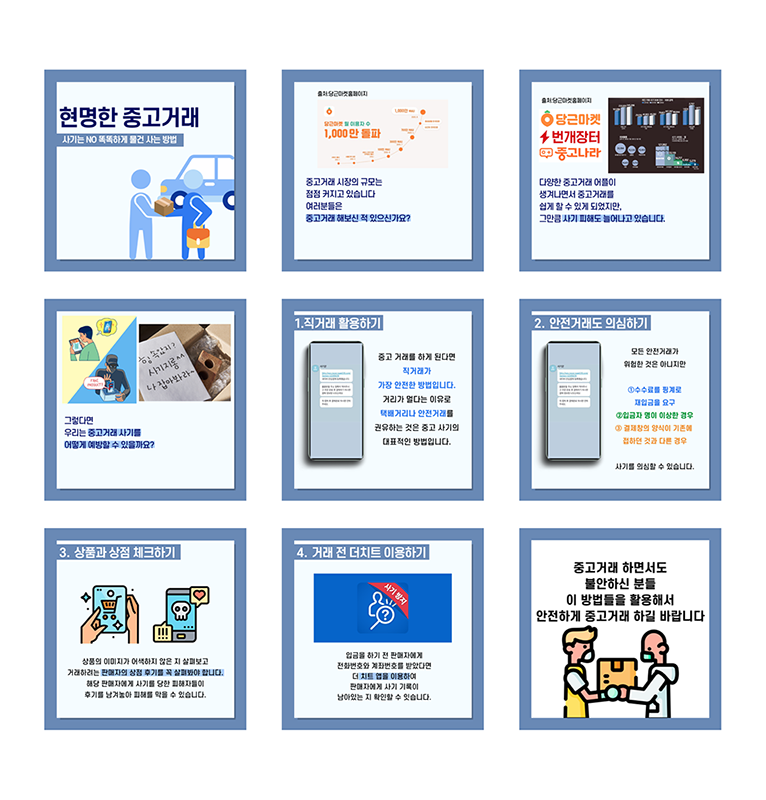 현명한 중고거래
사기는 NO 똑똑하게 물건 사는 방법
출처:당근마켓홈페이지
1,000만 돌파
당근마켓 월 이용자 수
1,000만 돌파
중고거래 시장의 규모는
점점 커지고 있습니다
여러분들은
중고거래 해보신 적 있으신가요?
출처:당근마켓홈페이지
당근마켓
번개장터
중고나라
다양한 중고거래 어플이
생겨나면서 중고거래를
쉽게 할 수 있게 되었지만,
그만큼 사기 피해도 늘어나고 있습니다.
힘 속았지?
사기치료^^
나 잡아봐라~
그렇다면
우리는 중고거래 사기를
어떻게 예방할 수 있을까요?
1.직거래 활용하기
중고 거래를 하게 된다면
직거래가
가장 안전한 방법입니다.
거리가 멀다는 이유로
택배거리나 안전거래를
권유하는 것은 중고 사기의
대표적인 방법입니다.
2. 안전거래도 의심하기
모든 안전거래가
위험한 것은 아니지만
①수수료를 핑계로
재입금를 요구
②입금자 명이 이상한 경우
③ 결제창의 양식이 기존에
접하던 것과 다른 경우
사기를 의심할 수 있습니다.
3. 상품과 상점 체크하기
상품의 이미지가 어색하지 않은 지 살펴보고
거래하려는 판매자의 상점 후기를 꼭 살펴봐야 합니다.
해당 판매자에게 사기를 당한 피해자들이
후기를 남겨놓아 피해를 막을 수 있습니다.
4. 거래 전 더치트 이용하기
사기 방지
입금을 하기 전 판매자에게
전화번호와 계좌번호를 받았다면
더 치트 앱을 이용하여
판매자에게 사기 기록이
남아있는 지 확인할 수 잇습니다.
중고거래 하면서도
불안하신 분들
이 방법들을 활용해서
안전하게 중고거래 하길 바랍니다